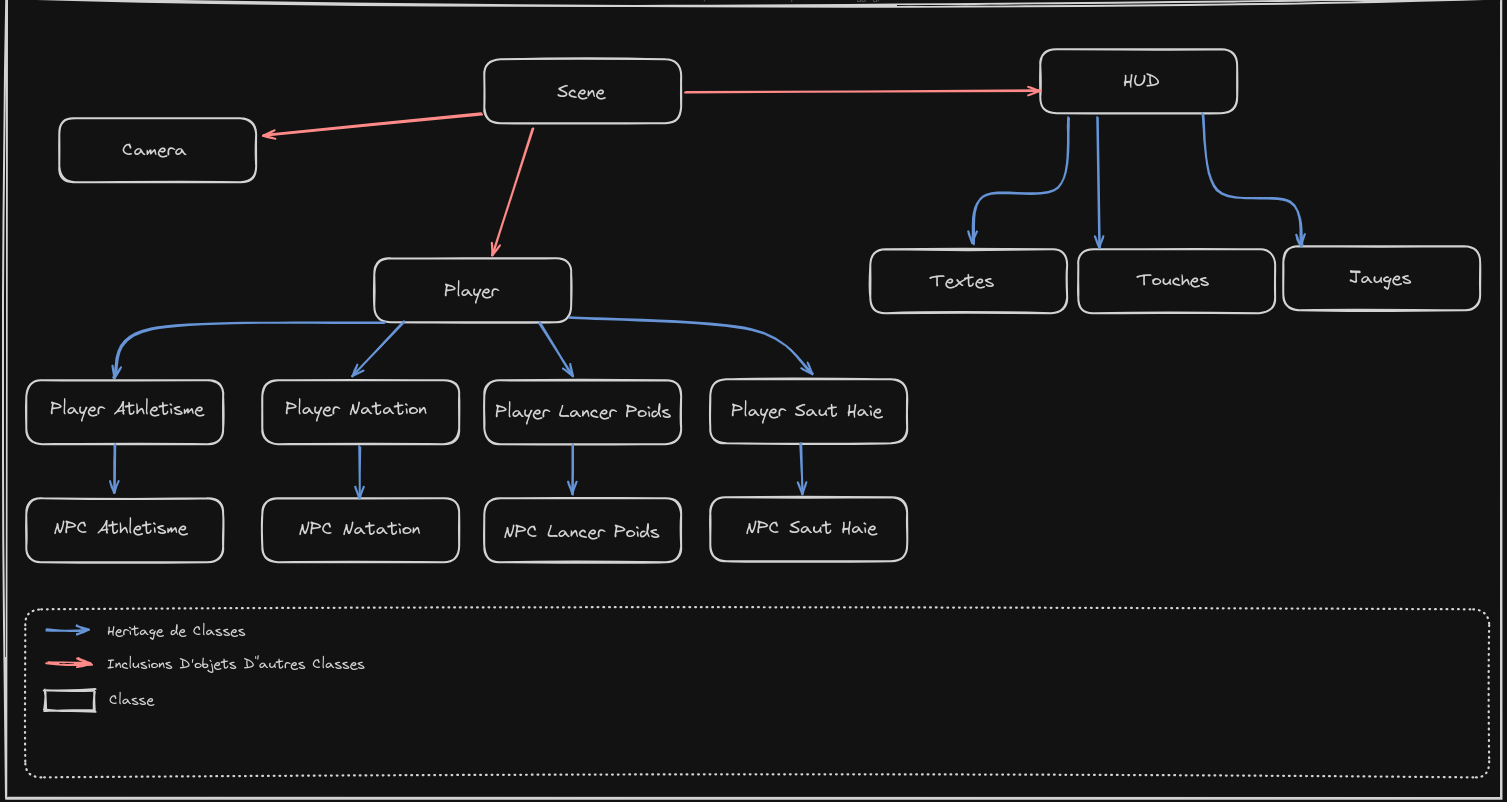 Scene
HUD
Camera
Player
Textes
Touches
Jauges
Player Athletisme
Player Natation
Player Lancer Poids
Player Saut Haie
NPC Athletisme
NPC Natation
NPC Lancer Poids
NPC Saut Haie
Heritage de Classes
Inclusions D'objets D"autres Classes
Classe